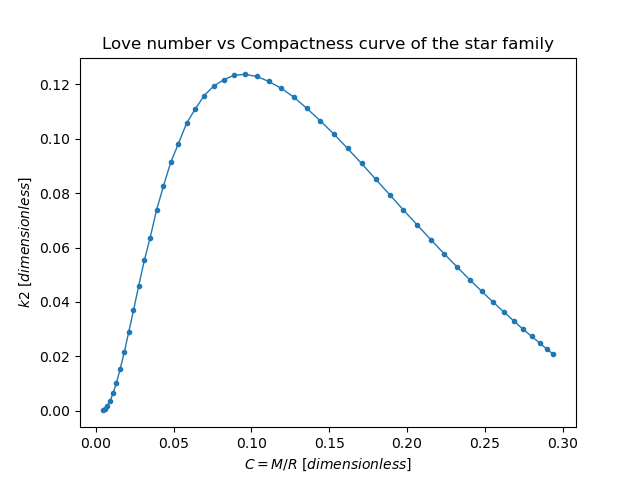 Love number vs Compactness curve of the star family
0.12
0.10
0.08
0.06
0.04
0.02
0.00
k2 [dimensionless]
0.00 0.05 0.10 0.15 0.20 0.25 0.30
C = M/R [dimensionless]